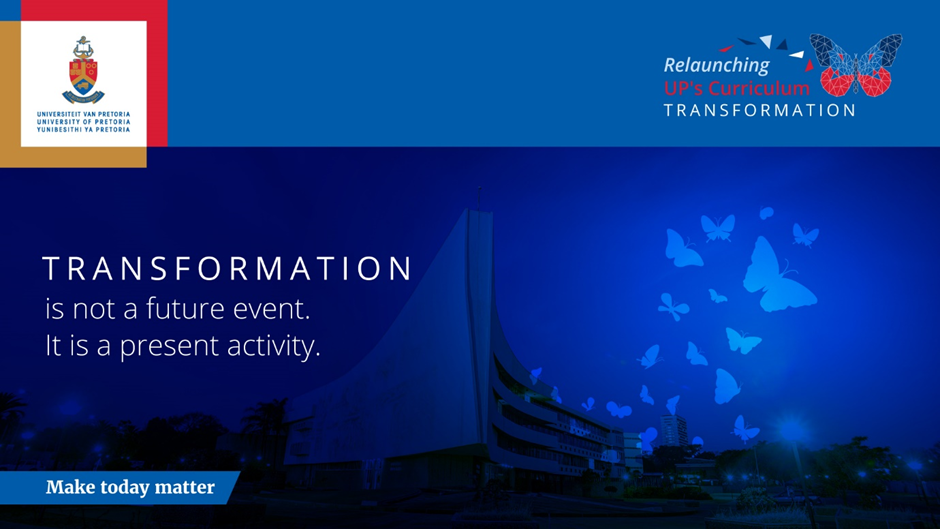 UNIVERSITEIT VAN PRETORIA
UNIVERSITY OF PRETORIA
YUNIBESITHI YA PRETORIA
Relaunching
UP's Curriculum
TRANSFORMATION
TRANSFORMATION
is not a future event.
It is a present activity.
Make today matter